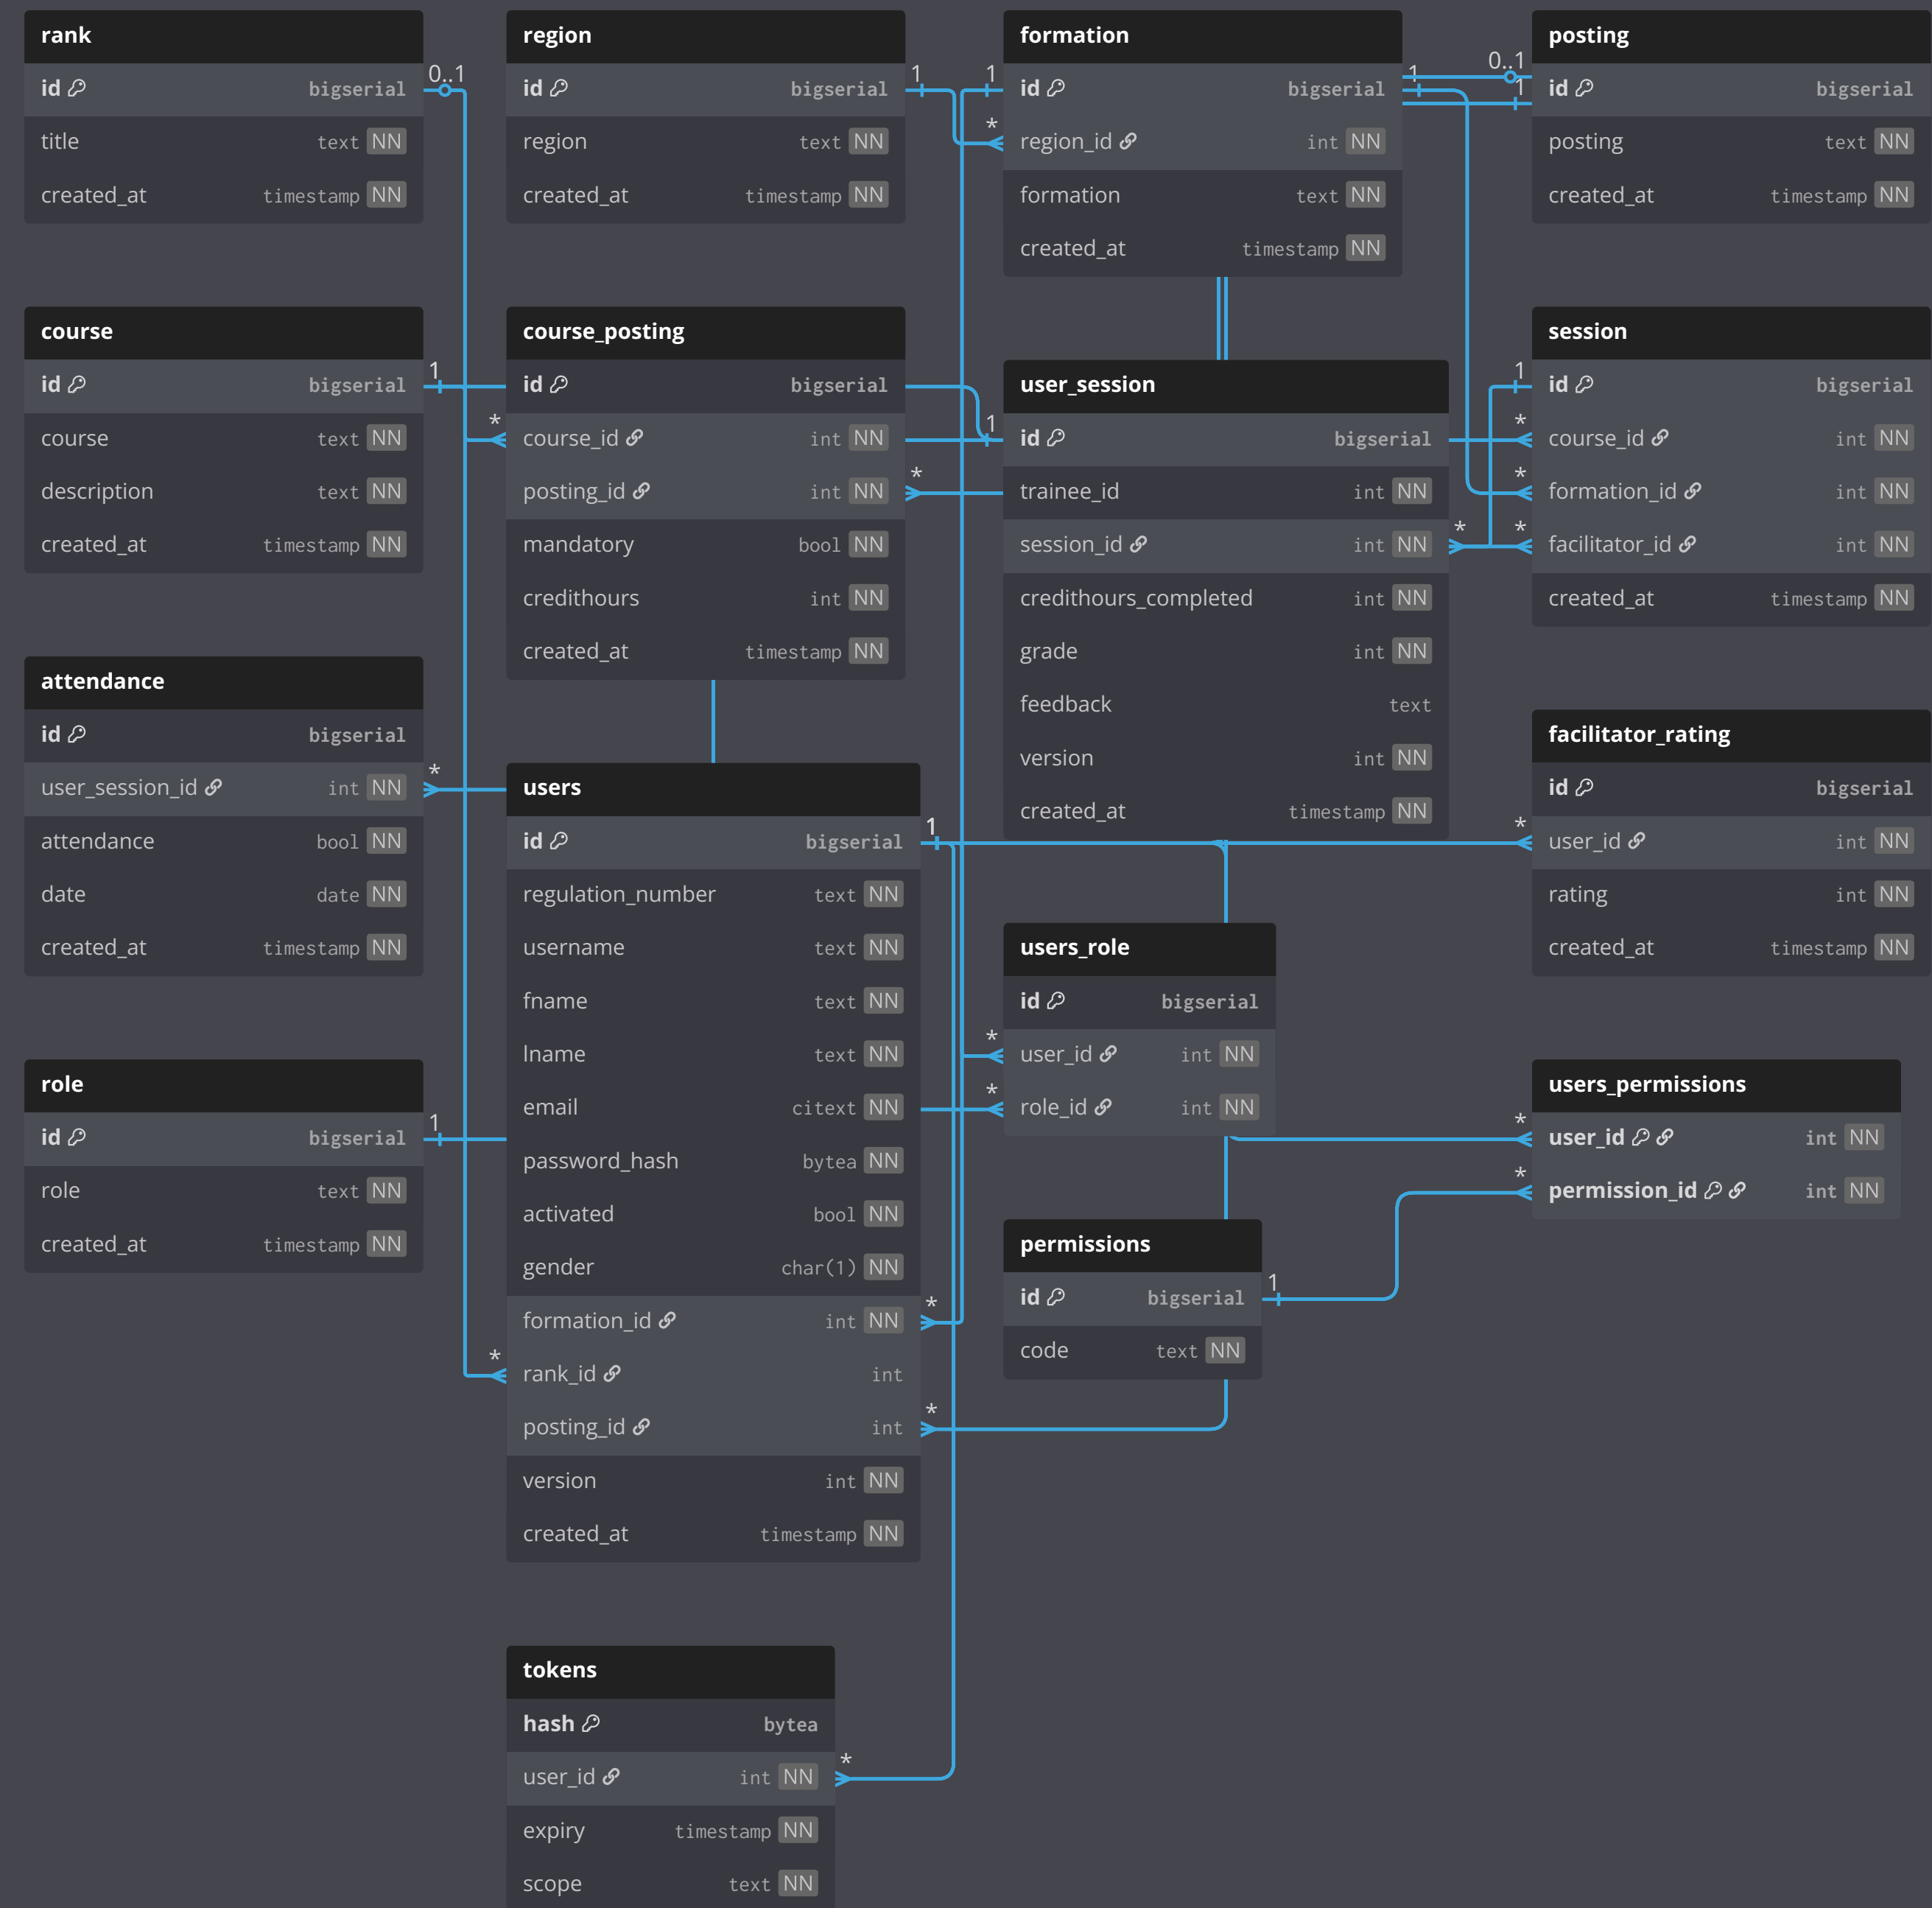 rank
id bigserial
title text NN
created_at timestamp NN
region
id bigserial
region text NN
created_at timestamp NN
formation
id bigserial
region_id int NN
formation text NN
created_at timestamp NN
posting
id bigserial
posting text NN
created_at timestamp NN
0..1
1
1
*
1
0..1
1
course
id bigserial
course text NN
description text NN
created_at timestamp NN
course_posting
id bigserial
course_id int NN
posting_id int NN
mandatory bool NN
credithours int NN
created_at timestamp NN
user_session
id bigserial
trainee_id int NN
session_id int NN
credithours_completed int NN
grade int NN
feedback text
version int NN
created_at timestamp NN
session
id bigserial
course_id int NN
formation_id int NN
facilitator_id int NN
created_at timestamp NN
1
*
*
1
*
1
*
*
*
attendance
id bigserial
user_session_id int NN
attendance bool NN
date date NN
created_at timestamp NN
*
users
id bigserial
regulation_number text NN
username text NN
fname text NN
lname text NN
email citext NN
password_hash bytea NN
activated bool NN
gender char(1) NN
formation_id int NN
rank_id int
posting_id int
version int NN
created_at timestamp NN
1
*
*
*
facilitator_rating
id bigserial
user_id int NN
rating int NN
created_at timestamp NN
*
users_role
id bigserial
user_id int NN
role_id int NN
*
*
role
id bigserial
role text NN
created_at timestamp NN
1
users_permissions
user_id int NN
permission_id int NN
*
*
permissions
id bigserial
code text NN
1
tokens
hash bytea
user_id int NN
expiry timestamp NN
scope text NN
*